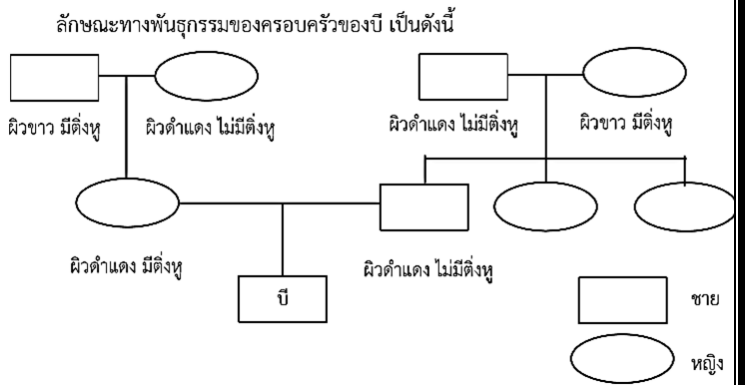 ลักษณะทางพันธุกรรมของครอบครัวของบี เป็นดังนี้
ผิวขาว มีติ่งหู
ผิวดำแดง ไม่มีติ่งหู
ผิวดำแดง ไม่มีติ่งหู
ผิวขาว มีติ่งหู
ผิวดำแดง มีติ่งหู
ผิวดำแดง ไม่มีติ่งหู
บี
ชาย
หญิง